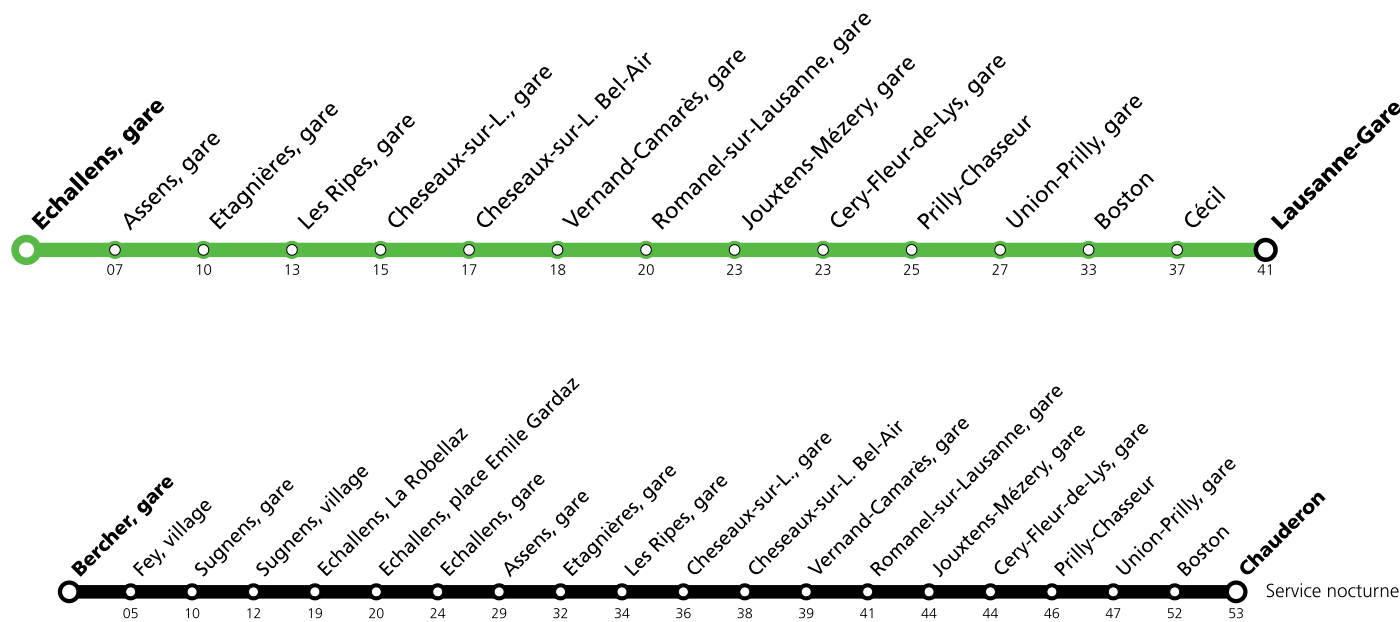 Echallens, gare
Assens, gare
Etagnières, gare
Les Ripes, gare
Cheseaux-sur-L., gare
Cheseaux-sur-L. Bel-Air
Vernand-Camarès, gare
Romanel-sur-Lausanne, gare
Jouxtens-Mézery, gare
Cery-Fleur-de-Lys, gare
Prilly-Chasseur
Union-Prilly, gare
Boston
Cécil
Lausanne-Gare
07 10 13 15 17 18 20 23 23 25 27 33 37 41
Bercher, gare
Fey, village
Sugnens, gare
Sugnens, village
Echallens, La Robellaz
Echallens, place Emile Gardaz
Echallens, gare
Assens, gare
Etagnières, gare
Les Ripes, gare
Cheseaux-sur-L., gare
Cheseaux-sur-L. Bel-Air
Vernand-Camarès, gare
Romanel-sur-Lausanne, gare
Jouxtens-Mézery, gare
Cery-Fleur-de-Lys, gare
Prilly-Chasseur
Union-Prilly, gare
Boston
Chauderon
Service nocturne
05 10 12 19 20 24 29 32 34 36 38 39 41 44 44 46 47 52 53